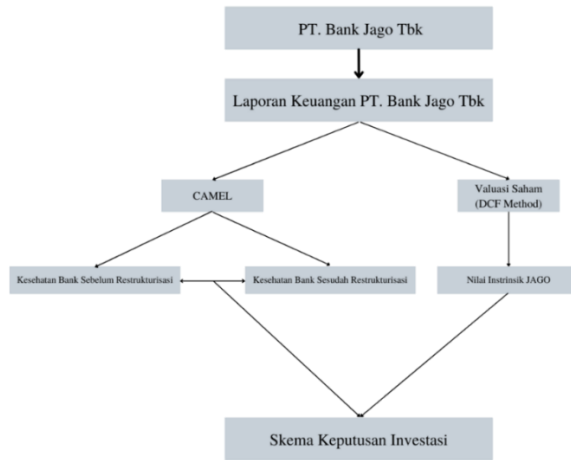 PT. Bank Jago Tbk
Laporan Keuangan PT. Bank Jago Tbk
CAMEL
Valuasi Saham
(DCF Method)
Kesehatan Bank Sebelum Restrukturisasi
Kesehatan Bank Sesudah Restrukturisasi
Nilai Instrinsik JAGO
Skema Keputusan Investasi